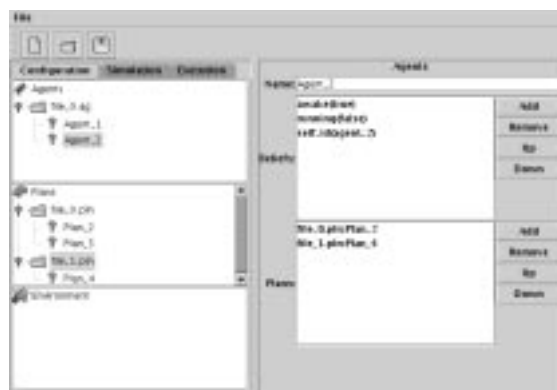 File
Configuration Simulation Execution
Agents
file_0.ag
Agent_1
Agent_2
Plans
file_0.pln
Plan_2
Plan_3
file_1.pln
Plan_4
Environment
Agents
Name:
Beliefs:
awake(true)
running(false)
Add
Remove
Up
Down
Plans:
file_0.pln:Plan_2
file_1.pln:Plan_4
Add
Remove
Up
Down